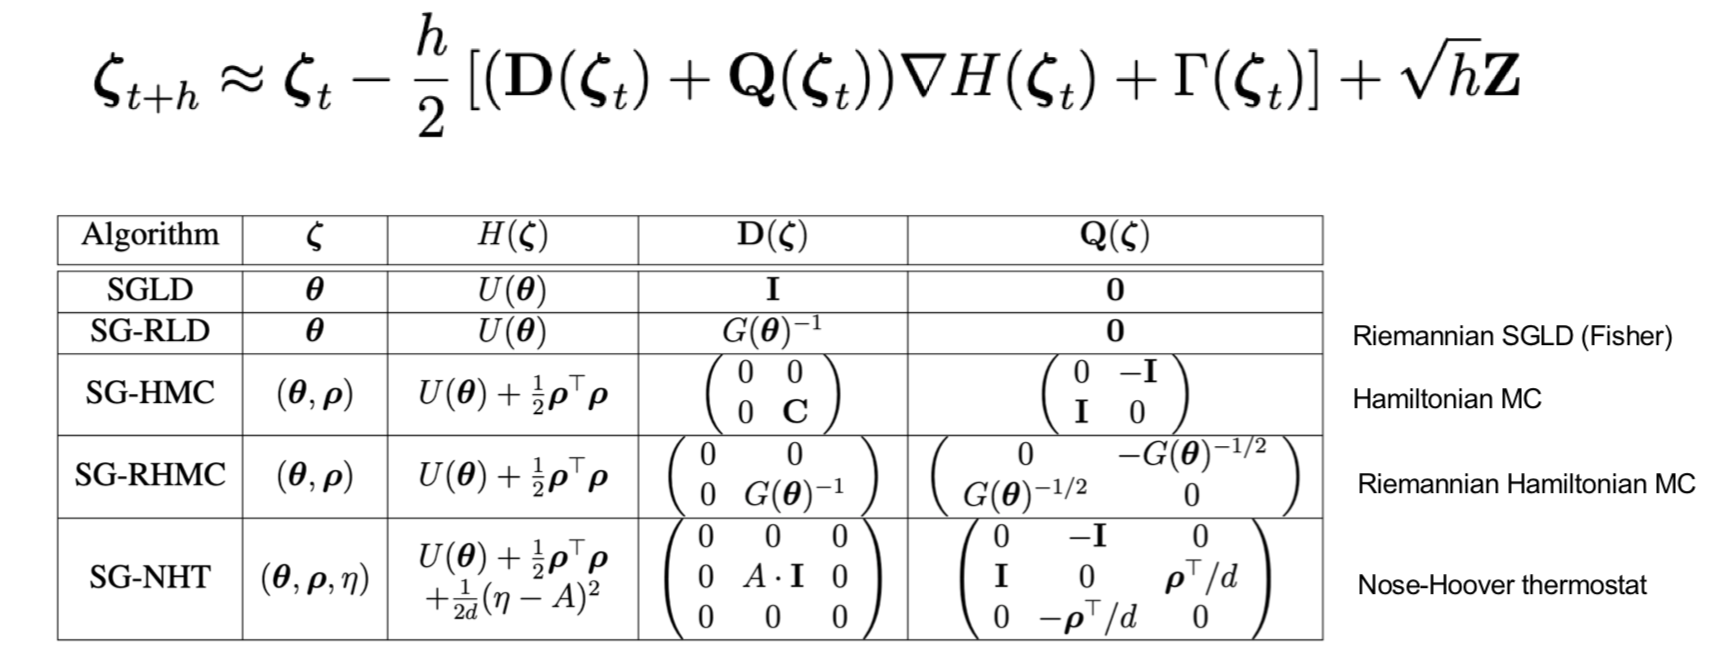 ζ_{t+h} ≈ ζ_t − h/2 [(D(ζ_t) + Q(ζ_t))∇H(ζ_t) + Γ(ζ_t)] + √h Z
Algorithm ζ H(ζ) D(ζ) Q(ζ)
SGLD θ U(θ) I 0
SG-RLD θ U(θ) G(θ)⁻¹ 0 Riemannian SGLD (Fisher)
SG-HMC (θ, ρ) U(θ) + ½ρ⊤ρ ( 0 0 ; 0 C ) ( 0 −I ; I 0 ) Hamiltonian MC
SG-RHMC (θ, ρ) U(θ) + ½ρ⊤ρ ( 0 0 ; 0 G(θ)⁻¹ ) ( 0 −G(θ)^{−1/2} ; G(θ)^{−1/2} 0 ) Riemannian Hamiltonian MC
SG-NHT (θ, ρ, η) U(θ) + ½ρ⊤ρ + 1/2d (η − A)² ( 0 0 0 ; 0 A · I 0 ; 0 0 0 ) ( 0 −I 0 ; I 0 ρ⊤/d ; 0 −ρ⊤/d 0 ) Nose-Hoover thermostat